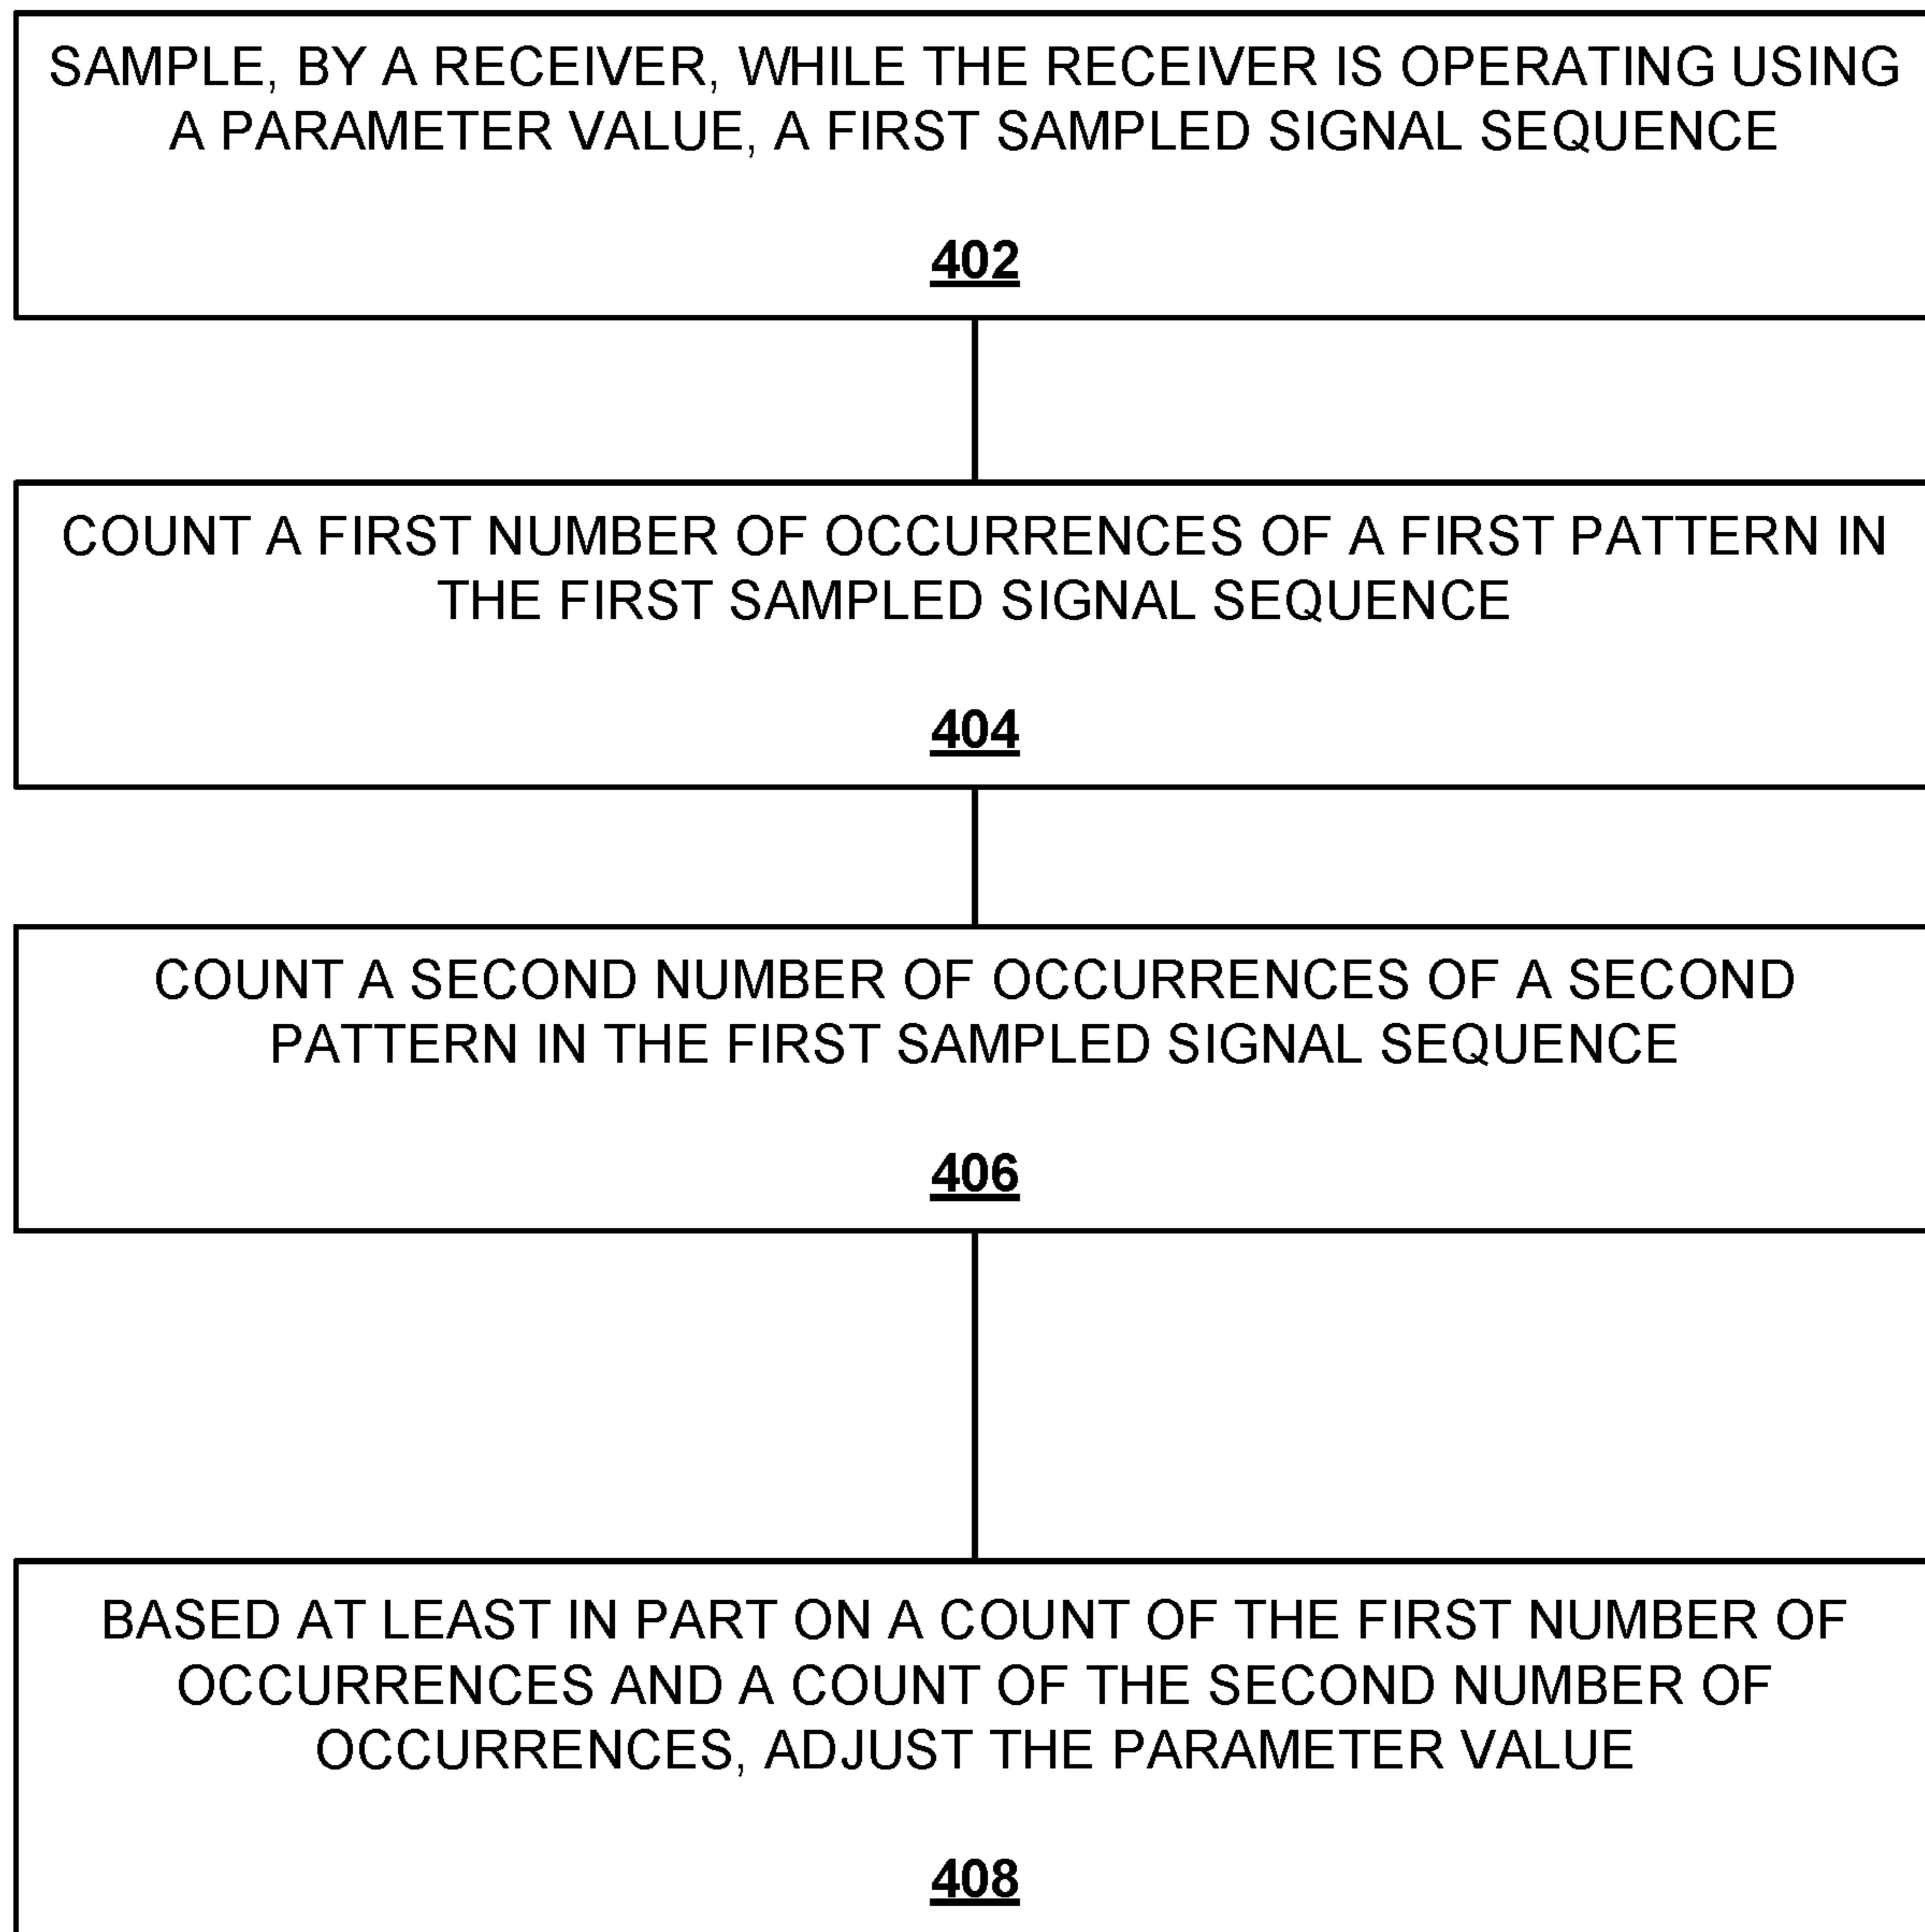 SAMPLE, BY A RECEIVER, WHILE THE RECEIVER IS OPERATING USING
A PARAMETER VALUE, A FIRST SAMPLED SIGNAL SEQUENCE
402
COUNT A FIRST NUMBER OF OCCURRENCES OF A FIRST PATTERN IN
THE FIRST SAMPLED SIGNAL SEQUENCE
404
COUNT A SECOND NUMBER OF OCCURRENCES OF A SECOND
PATTERN IN THE FIRST SAMPLED SIGNAL SEQUENCE
406
BASED AT LEAST IN PART ON A COUNT OF THE FIRST NUMBER OF
OCCURRENCES AND A COUNT OF THE SECOND NUMBER OF
OCCURRENCES, ADJUST THE PARAMETER VALUE
408